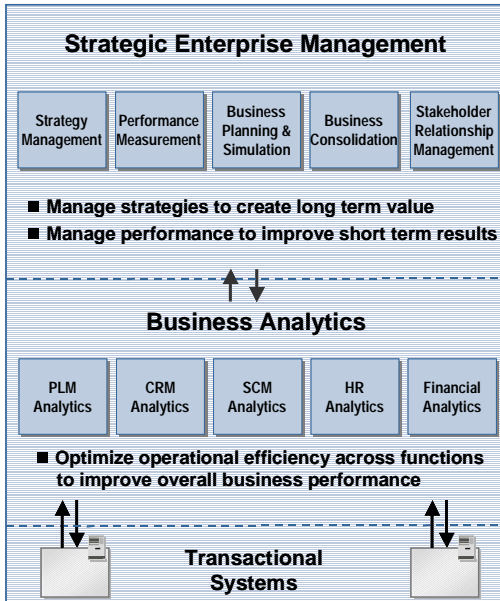 Strategic Enterprise Management
Strategy
Management
Performance
Measurement
Business
Planning &
Simulation
Business
Consolidation
Stakeholder
Relationship
Management
■ Manage strategies to create long term value
■ Manage performance to improve short term results
Business Analytics
PLM
Analytics
CRM
Analytics
SCM
Analytics
HR
Analytics
Financial
Analytics
■ Optimize operational efficiency across functions
to improve overall business performance
Transactional
Systems